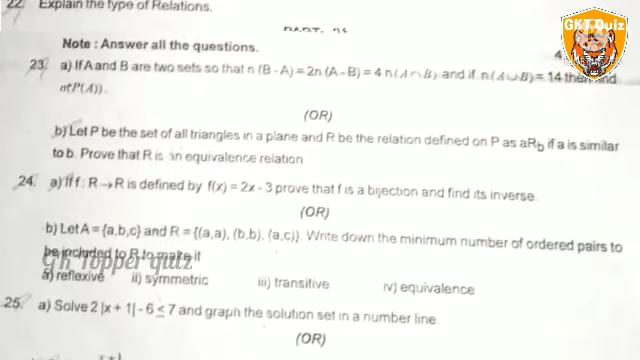 22. Explain the type of Relations.
GKT Quiz
Note : Answer all the questions.
4
23. a) If A and B are two sets so that n (B - A) = 2n (A - B) = 4 n (A ∩ B) and if n (A ∪ B) = 14 then find
n(P(A)).
(OR)
b) Let P be the set of all triangles in a plane and R be the relation defined on P as aRb if a is similar
to b. Prove that R is an equivalence relation
24. a) If f : R → R is defined by f(x) = 2x - 3 prove that f is a bijection and find its inverse.
(OR)
b) Let A = {a,b,c} and R = {(a,a), (b,b), (a,c)}. Write down the minimum number of ordered pairs to
be included to R to make it
GK Topper quiz
i) reflexive ii) symmetric iii) transitive iv) equivalence
25. a) Solve 2 |x + 1| - 6 ≤ 7 and graph the solution set in a number line.
(OR)
x + 1